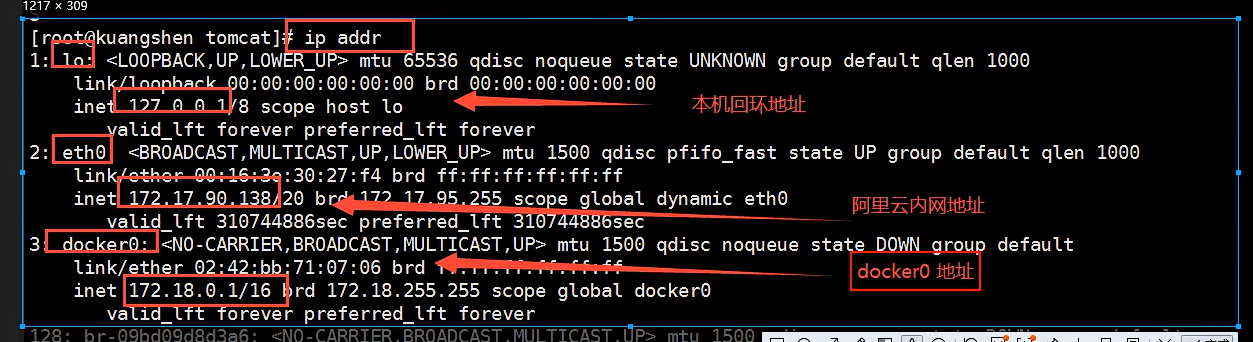 1217 × 309
[root@kuangshen tomcat]# ip addr
1: lo: <LOOPBACK,UP,LOWER_UP> mtu 65536 qdisc noqueue state UNKNOWN group default qlen 1000
link/loopback 00:00:00:00:00:00 brd 00:00:00:00:00:00
inet 127.0.0.1/8 scope host lo
本机回环地址
valid_lft forever preferred_lft forever
2: eth0: <BROADCAST,MULTICAST,UP,LOWER_UP> mtu 1500 qdisc pfifo_fast state UP group default qlen 1000
link/ether 00:16:3e:30:27:f4 brd ff:ff:ff:ff:ff:ff
inet 172.17.90.138/20 brd 172.17.95.255 scope global dynamic eth0
阿里云内网地址
valid_lft 310744886sec preferred_lft 310744886sec
3: docker0: <NO-CARRIER,BROADCAST,MULTICAST,UP> mtu 1500 qdisc noqueue state DOWN group default
link/ether 02:42:bb:71:07:06 brd ff:ff:ff:ff:ff:ff
docker0 地址
inet 172.18.0.1/16 brd 172.18.255.255 scope global docker0
valid_lft forever preferred_lft forever
128: br-09bd09d8d3a6: <NO-CARRIER,BROADCAST,MULTICAST,UP> mtu 1500